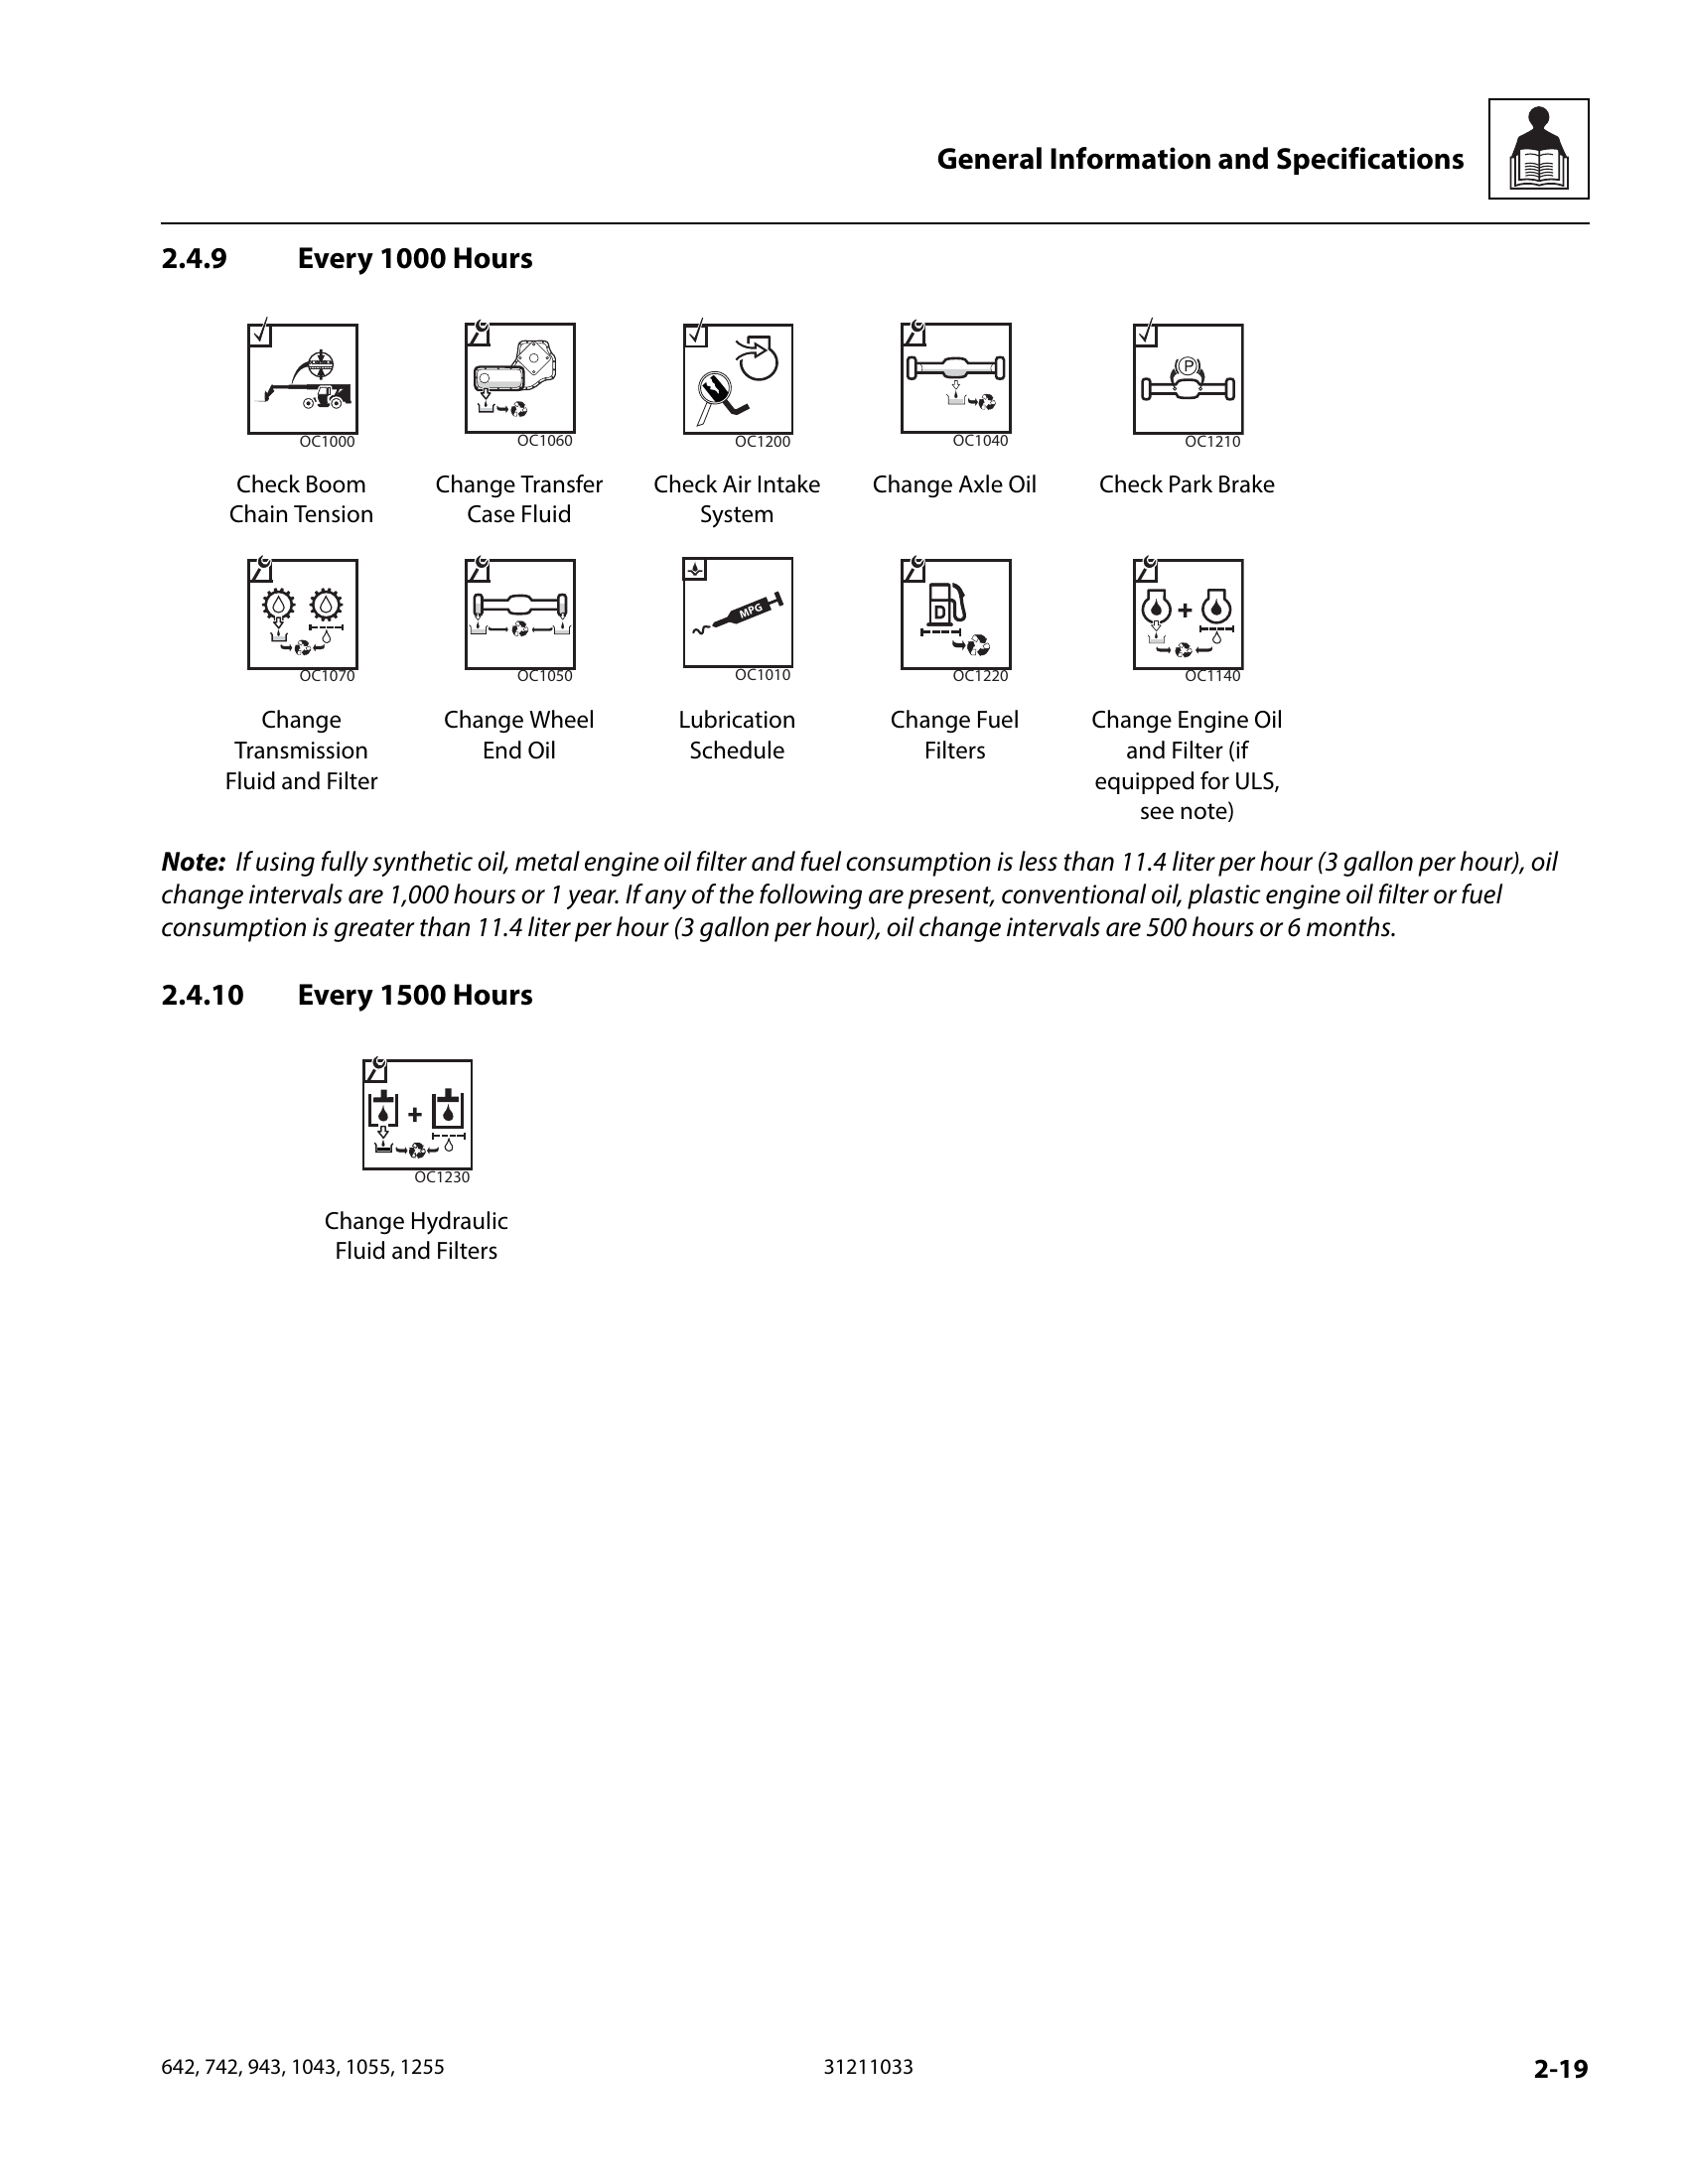 General Information and Specifications
2.4.9 Every 1000 Hours
P
OC1000 OC1060 OC1200 OC1040 OC1210
Check Boom Change Transfer Check Air Intake Change Axle Oil Check Park Brake
Chain Tension Case Fluid System
MPG D +
OC1070 OC1050 OC1010 OC1220 OC1140
Change Change Wheel Lubrication Change Fuel Change Engine Oil
Transmission End Oil Schedule Filters and Filter (if
Fluid and Filter equipped for ULS,
see note)
Note: If using fully synthetic oil, metal engine oil filter and fuel consumption is less than 11.4 liter per hour (3 gallon per hour), oil
change intervals are 1,000 hours or 1 year. If any of the following are present, conventional oil, plastic engine oil filter or fuel
consumption is greater than 11.4 liter per hour (3 gallon per hour), oil change intervals are 500 hours or 6 months.
2.4.10 Every 1500 Hours
+
OC1230
Change Hydraulic
Fluid and Filters
642, 742, 943, 1043, 1055, 1255 31211033 2-19